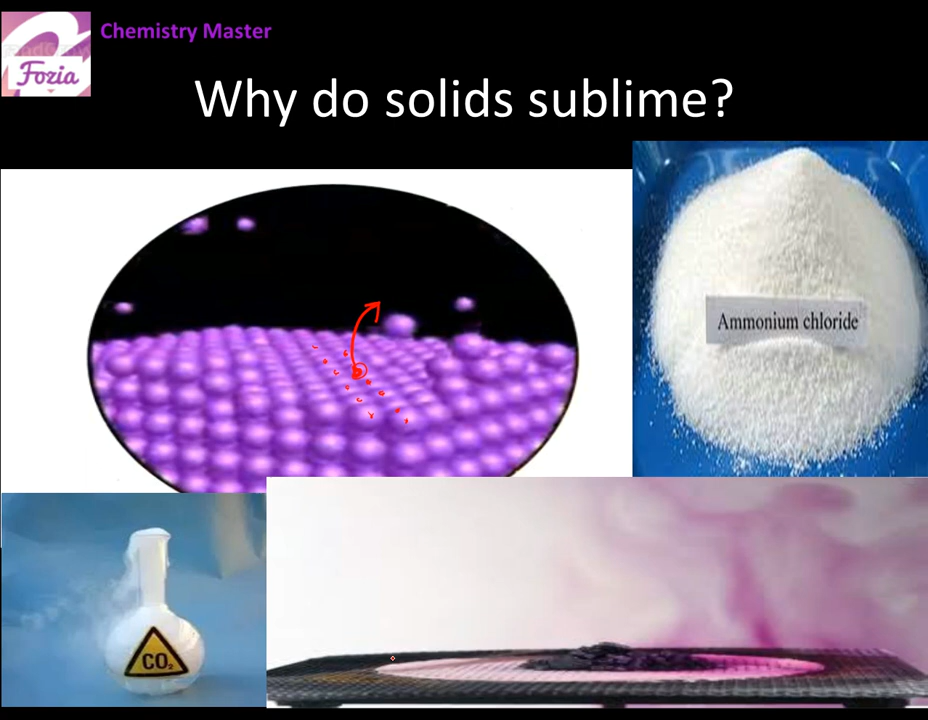 Chemistry Master
Fozia
Why do solids sublime?
Ammonium chloride
CO₂